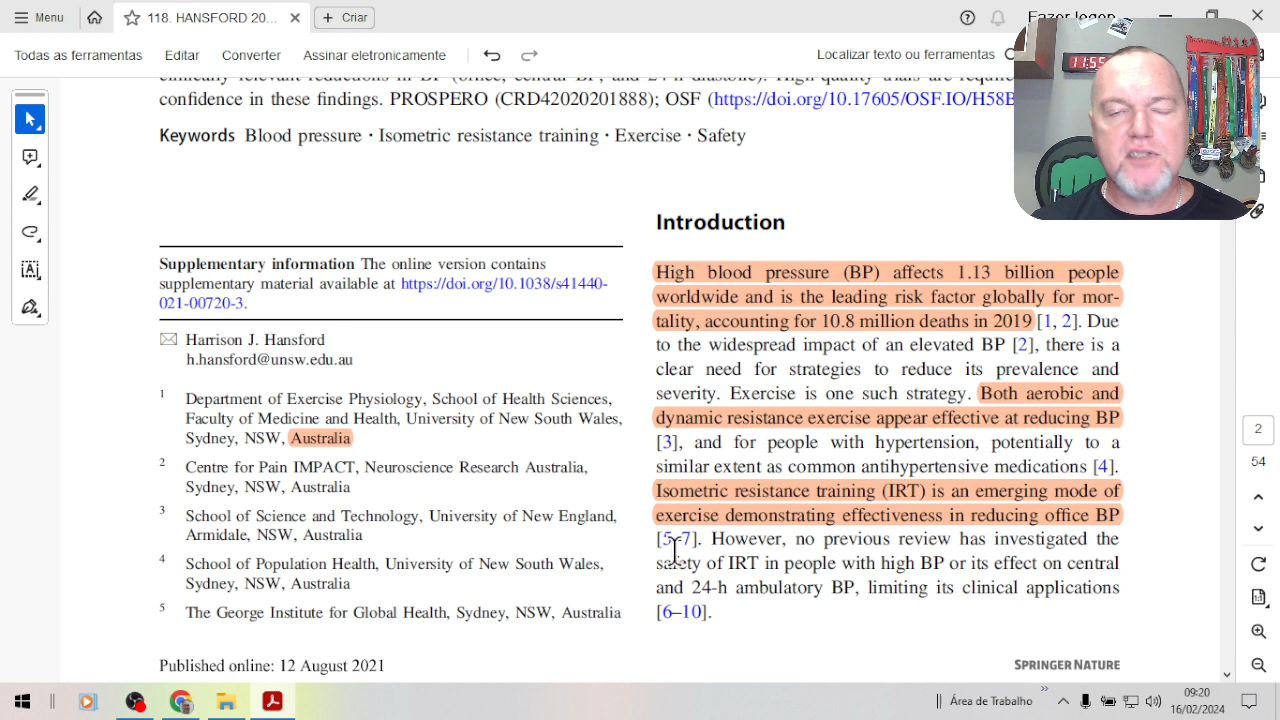 Menu
118. HANSFORD 20...
+ Criar
Todas as ferramentas
Editar
Converter
Assinar eletronicamente
Localizar texto ou ferramentas
11:55
confidence in these findings. PROSPERO (CRD42020201888); OSF (https://doi.org/10.17605/OSF.IO/H58B
Keywords Blood pressure · Isometric resistance training · Exercise · Safety
Supplementary information The online version contains
supplementary material available at https://doi.org/10.1038/s41440-
021-00720-3.
Harrison J. Hansford
h.hansford@unsw.edu.au
1 Department of Exercise Physiology, School of Health Sciences,
Faculty of Medicine and Health, University of New South Wales,
Sydney, NSW, Australia
2 Centre for Pain IMPACT, Neuroscience Research Australia,
Sydney, NSW, Australia
3 School of Science and Technology, University of New England,
Armidale, NSW, Australia
4 School of Population Health, University of New South Wales,
Sydney, NSW, Australia
5 The George Institute for Global Health, Sydney, NSW, Australia
Published online: 12 August 2021
Introduction
High blood pressure (BP) affects 1.13 billion people
worldwide and is the leading risk factor globally for mor-
tality, accounting for 10.8 million deaths in 2019 [1, 2]. Due
to the widespread impact of an elevated BP [2], there is a
clear need for strategies to reduce its prevalence and
severity. Exercise is one such strategy. Both aerobic and
dynamic resistance exercise appear effective at reducing BP
[3], and for people with hypertension, potentially to a
similar extent as common antihypertensive medications [4].
Isometric resistance training (IRT) is an emerging mode of
exercise demonstrating effectiveness in reducing office BP
[5–7]. However, no previous review has investigated the
safety of IRT in people with high BP or its effect on central
and 24-h ambulatory BP, limiting its clinical applications
[6–10].
SPRINGER NATURE
2
54
Área de Trabalho
09:20
16/02/2024